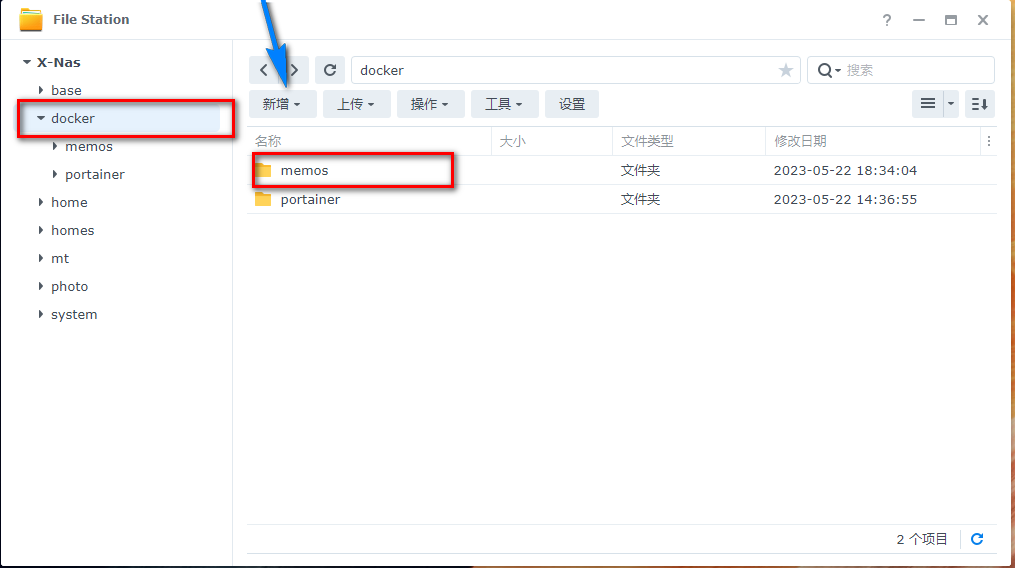 File Station
X-Nas
base
docker
memos
portainer
home
homes
mt
photo
system
docker
搜索
新增
上传
操作
工具
设置
名称 大小 文件类型 修改日期
memos 文件夹 2023-05-22 18:34:04
portainer 文件夹 2023-05-22 14:36:55
2 个项目